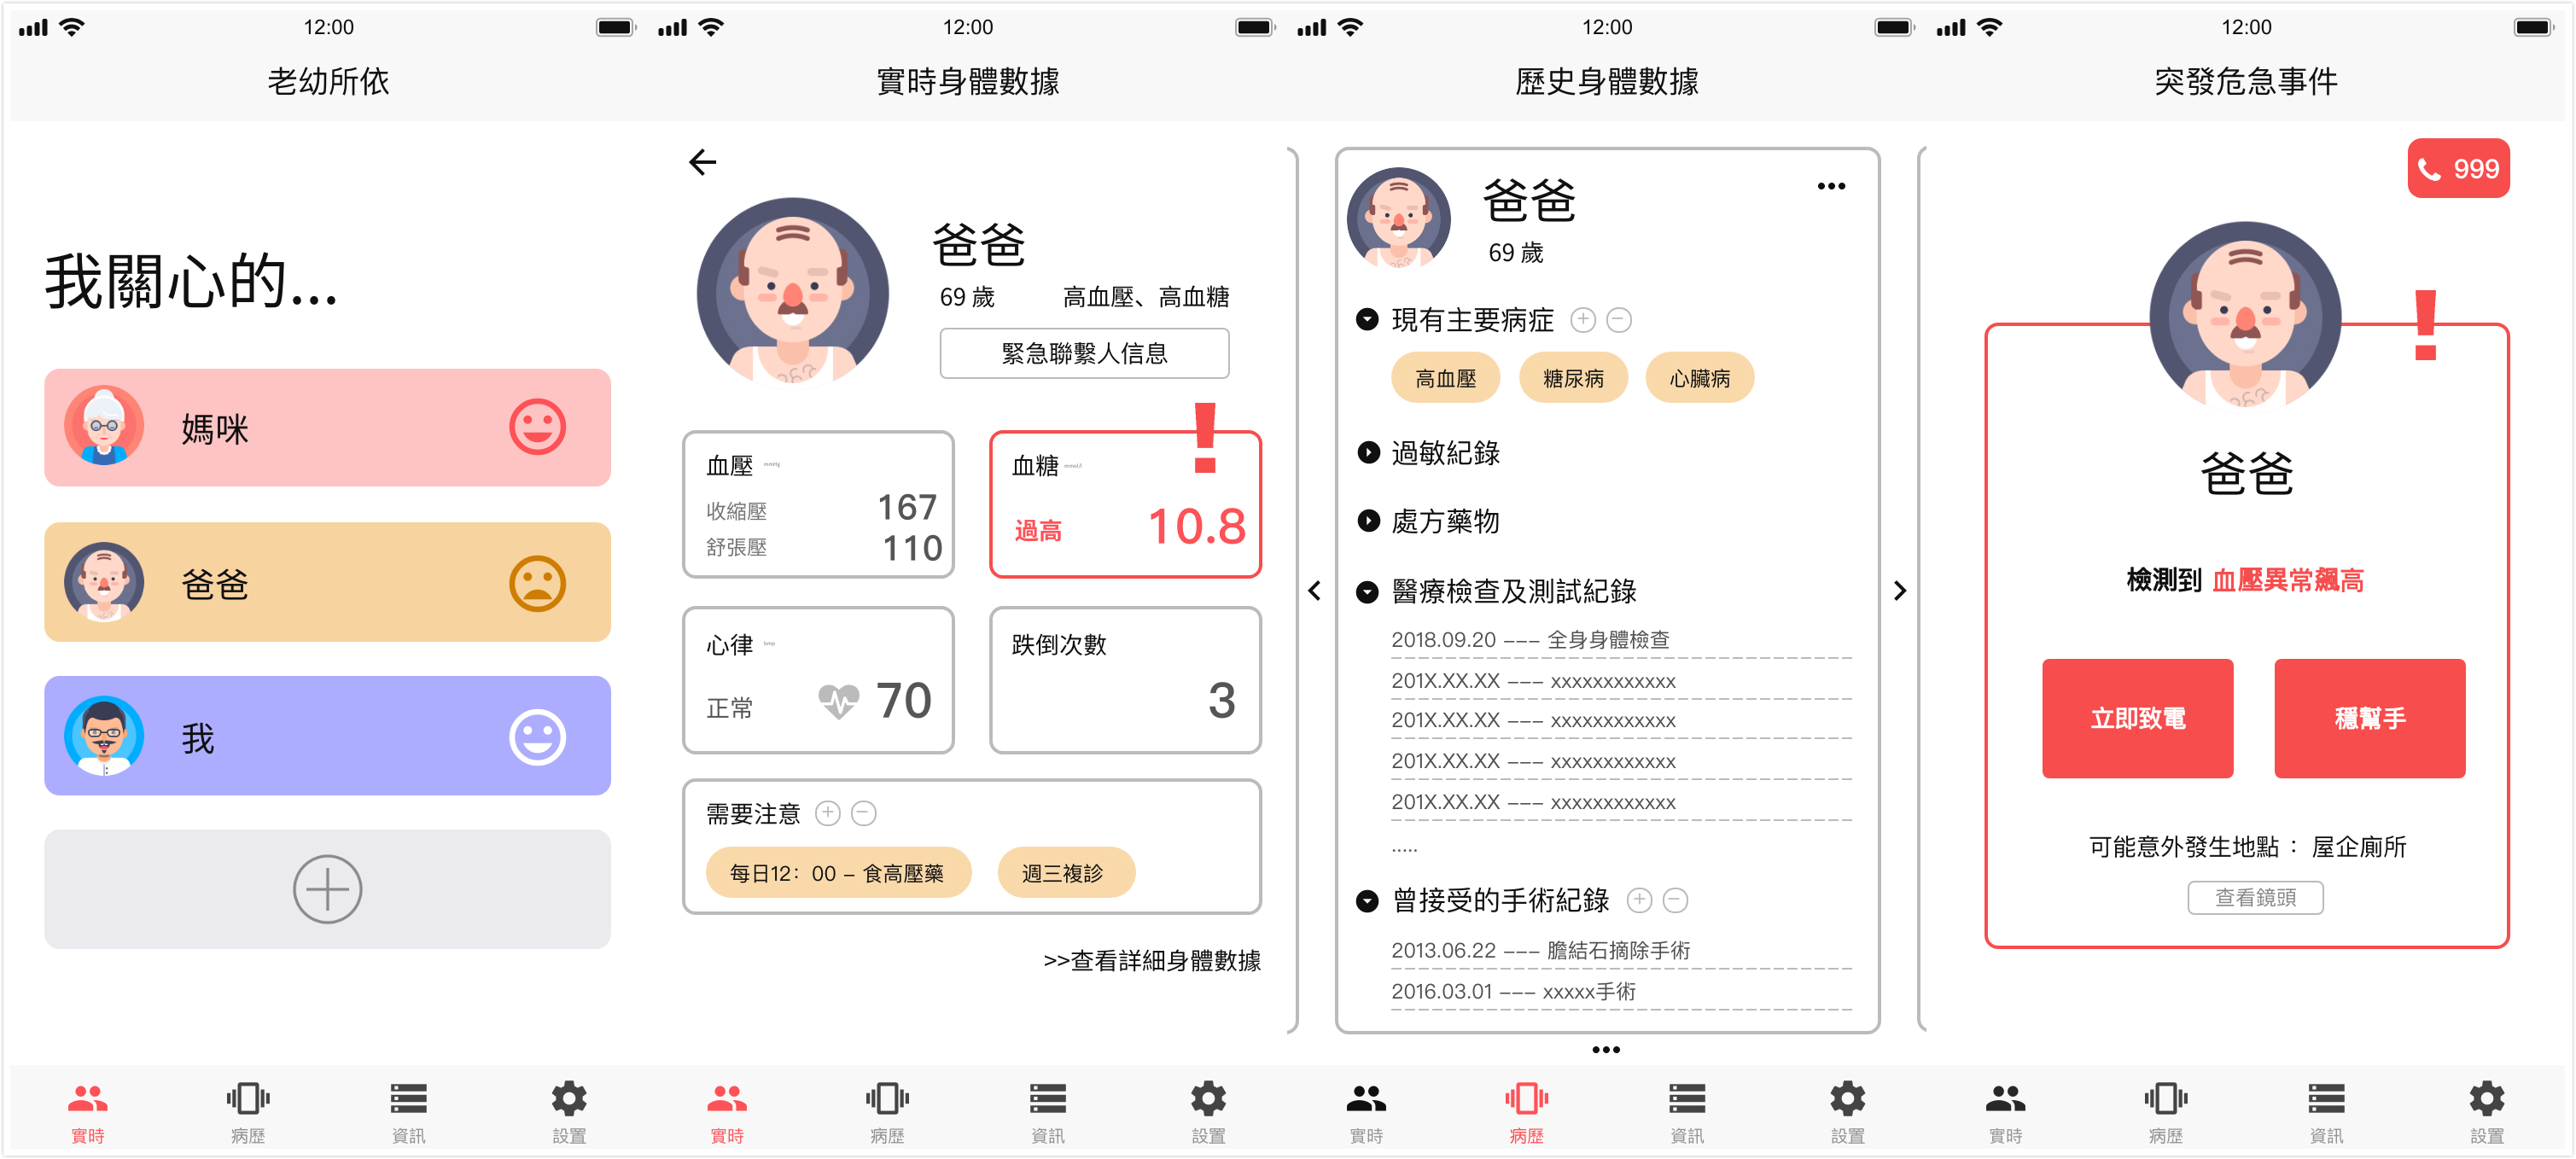 12:00
老幼所依
我關心的...
媽咪
爸爸
我
實時
病歷
資訊
設置
12:00
實時身體數據
爸爸
69 歲
高血壓、高血糖
緊急聯繫人信息
血壓 mmHg
收縮壓 167
舒張壓 110
血糖
過高 10.8
心律
正常 70
跌倒次數
3
需要注意
每日12：00 – 食高壓藥
週三複診
>>查看詳細身體數據
實時
病歷
資訊
設置
12:00
歷史身體數據
爸爸
69 歲
現有主要病症
高血壓
糖尿病
心臟病
過敏紀錄
處方藥物
醫療檢查及測試紀錄
2018.09.20 ––– 全身身體檢查
201X.XX.XX ––– xxxxxxxxxxxx
201X.XX.XX ––– xxxxxxxxxxxx
201X.XX.XX ––– xxxxxxxxxxxx
201X.XX.XX ––– xxxxxxxxxxxx
.....
曾接受的手術紀錄
2013.06.22 ––– 膽結石摘除手術
2016.03.01 ––– xxxxx手術
實時
病歷
資訊
設置
12:00
突發危急事件
999
爸爸
檢測到 血壓異常飆高
立即致電
穩幫手
可能意外發生地點 ：屋企廁所
查看鏡頭
實時
病歷
資訊
設置